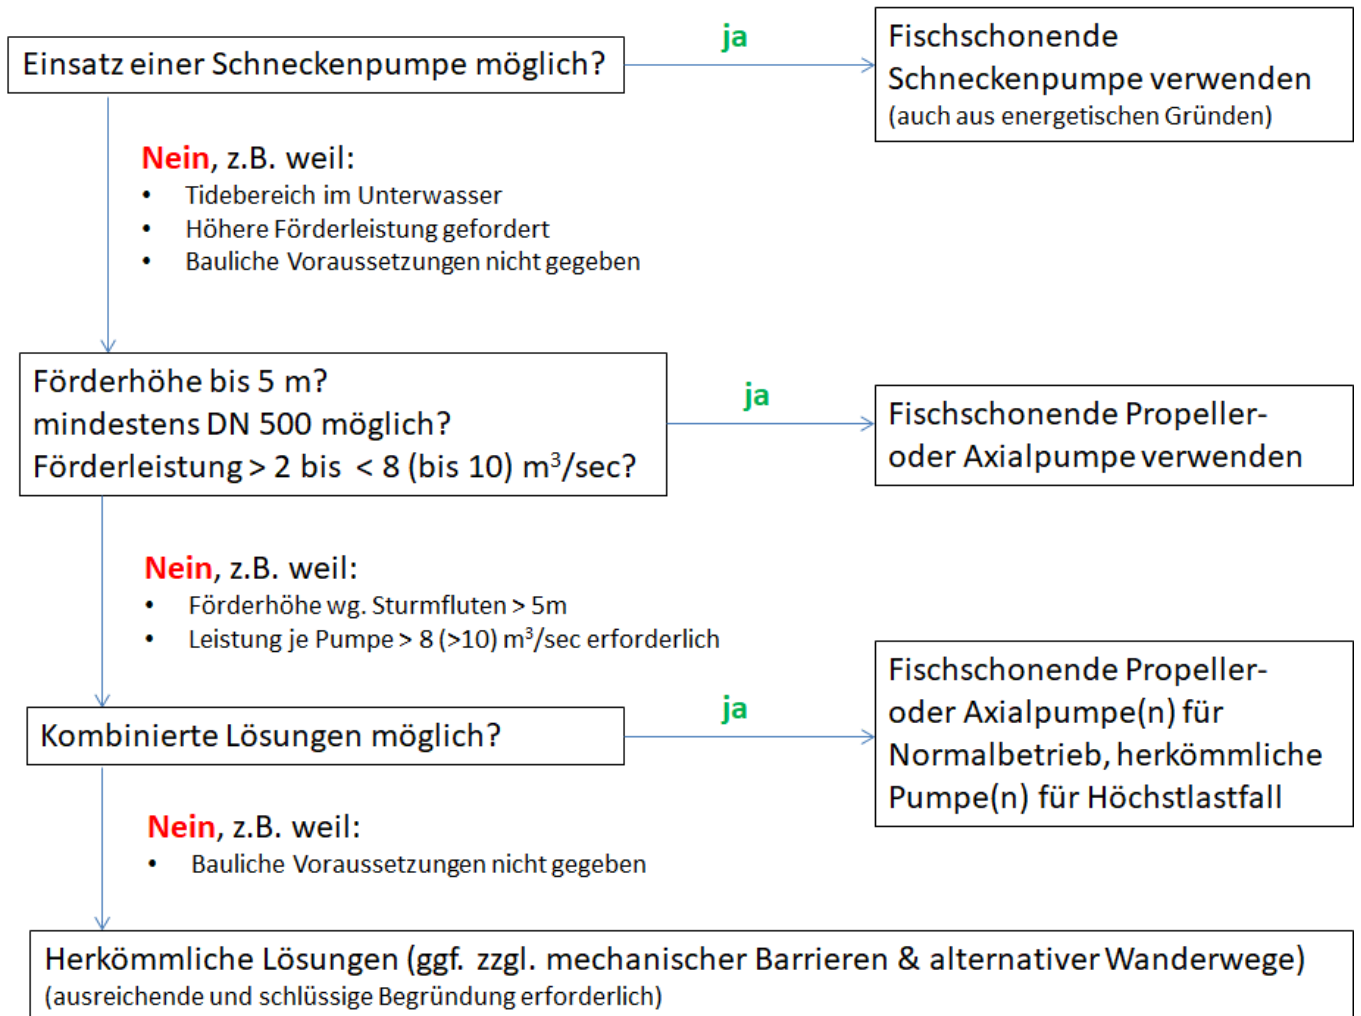 Einsatz einer Schneckenpumpe möglich?
ja
Fischschonende
Schneckenpumpe verwenden
(auch aus energetischen Gründen)
Nein, z.B. weil:
• Tidebereich im Unterwasser
• Höhere Förderleistung gefordert
• Bauliche Voraussetzungen nicht gegeben
Förderhöhe bis 5 m?
mindestens DN 500 möglich?
Förderleistung > 2 bis < 8 (bis 10) m³/sec?
ja
Fischschonende Propeller-
oder Axialpumpe verwenden
Nein, z.B. weil:
• Förderhöhe wg. Sturmfluten > 5m
• Leistung je Pumpe > 8 (>10) m³/sec erforderlich
Kombinierte Lösungen möglich?
ja
Fischschonende Propeller-
oder Axialpumpe(n) für
Normalbetrieb, herkömmliche
Pumpe(n) für Höchstlastfall
Nein, z.B. weil:
• Bauliche Voraussetzungen nicht gegeben
Herkömmliche Lösungen (ggf. zzgl. mechanischer Barrieren & alternativer Wanderwege)
(ausreichende und schlüssige Begründung erforderlich)